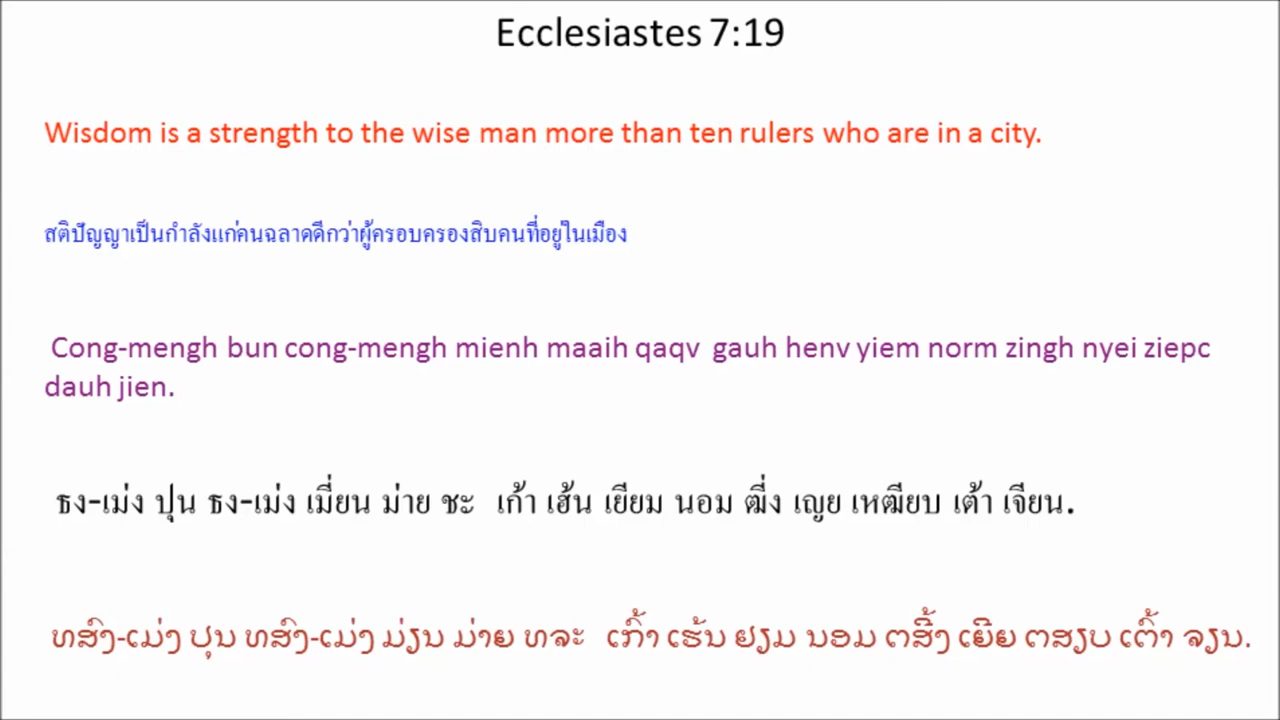 Ecclesiastes 7:19
Wisdom is a strength to the wise man more than ten rulers who are in a city.
สติปัญญาเป็นกำลังแก่คนฉลาดดีกว่าผู้ครอบครองสิบคนที่อยู่ในเมือง
Cong-mengh bun cong-mengh mienh maaih qaqv gauh henv yiem norm zingh nyei ziepc
dauh jien.
ธง-เม่ง ปุน ธง-เม่ง เมี่ยน ม่าย ชะ เก้า เฮ้น เยียม นอม ฒี่ง เญย เหฒียบ เต้า เจียน.
ທສົງ-ເມ່ງ ປຸນ ທສົງ-ເມ່ງ ມ່ຽນ ມ່າຍ ທລະ ເກົ້າ ເຮ້ນ ຢຽມ ນອມ ຕສີ້ງ ເຍີຍ ຕສຽບ ເຕົ້າ ຈຽນ.